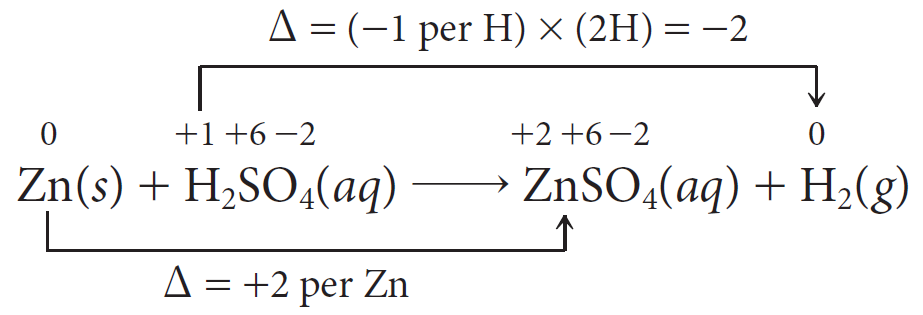 Δ = (−1 per H) × (2H) = −2
0 +1 +6 −2 +2 +6 −2 0
Zn(s) + H₂SO₄(aq) ⟶ ZnSO₄(aq) + H₂(g)
Δ = +2 per Zn